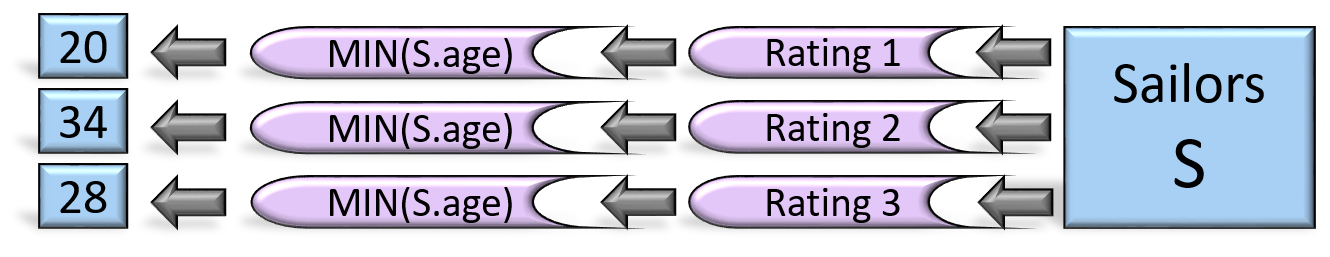 20 MIN(S.age) Rating 1
34 MIN(S.age) Rating 2
28 MIN(S.age) Rating 3
Sailors
S